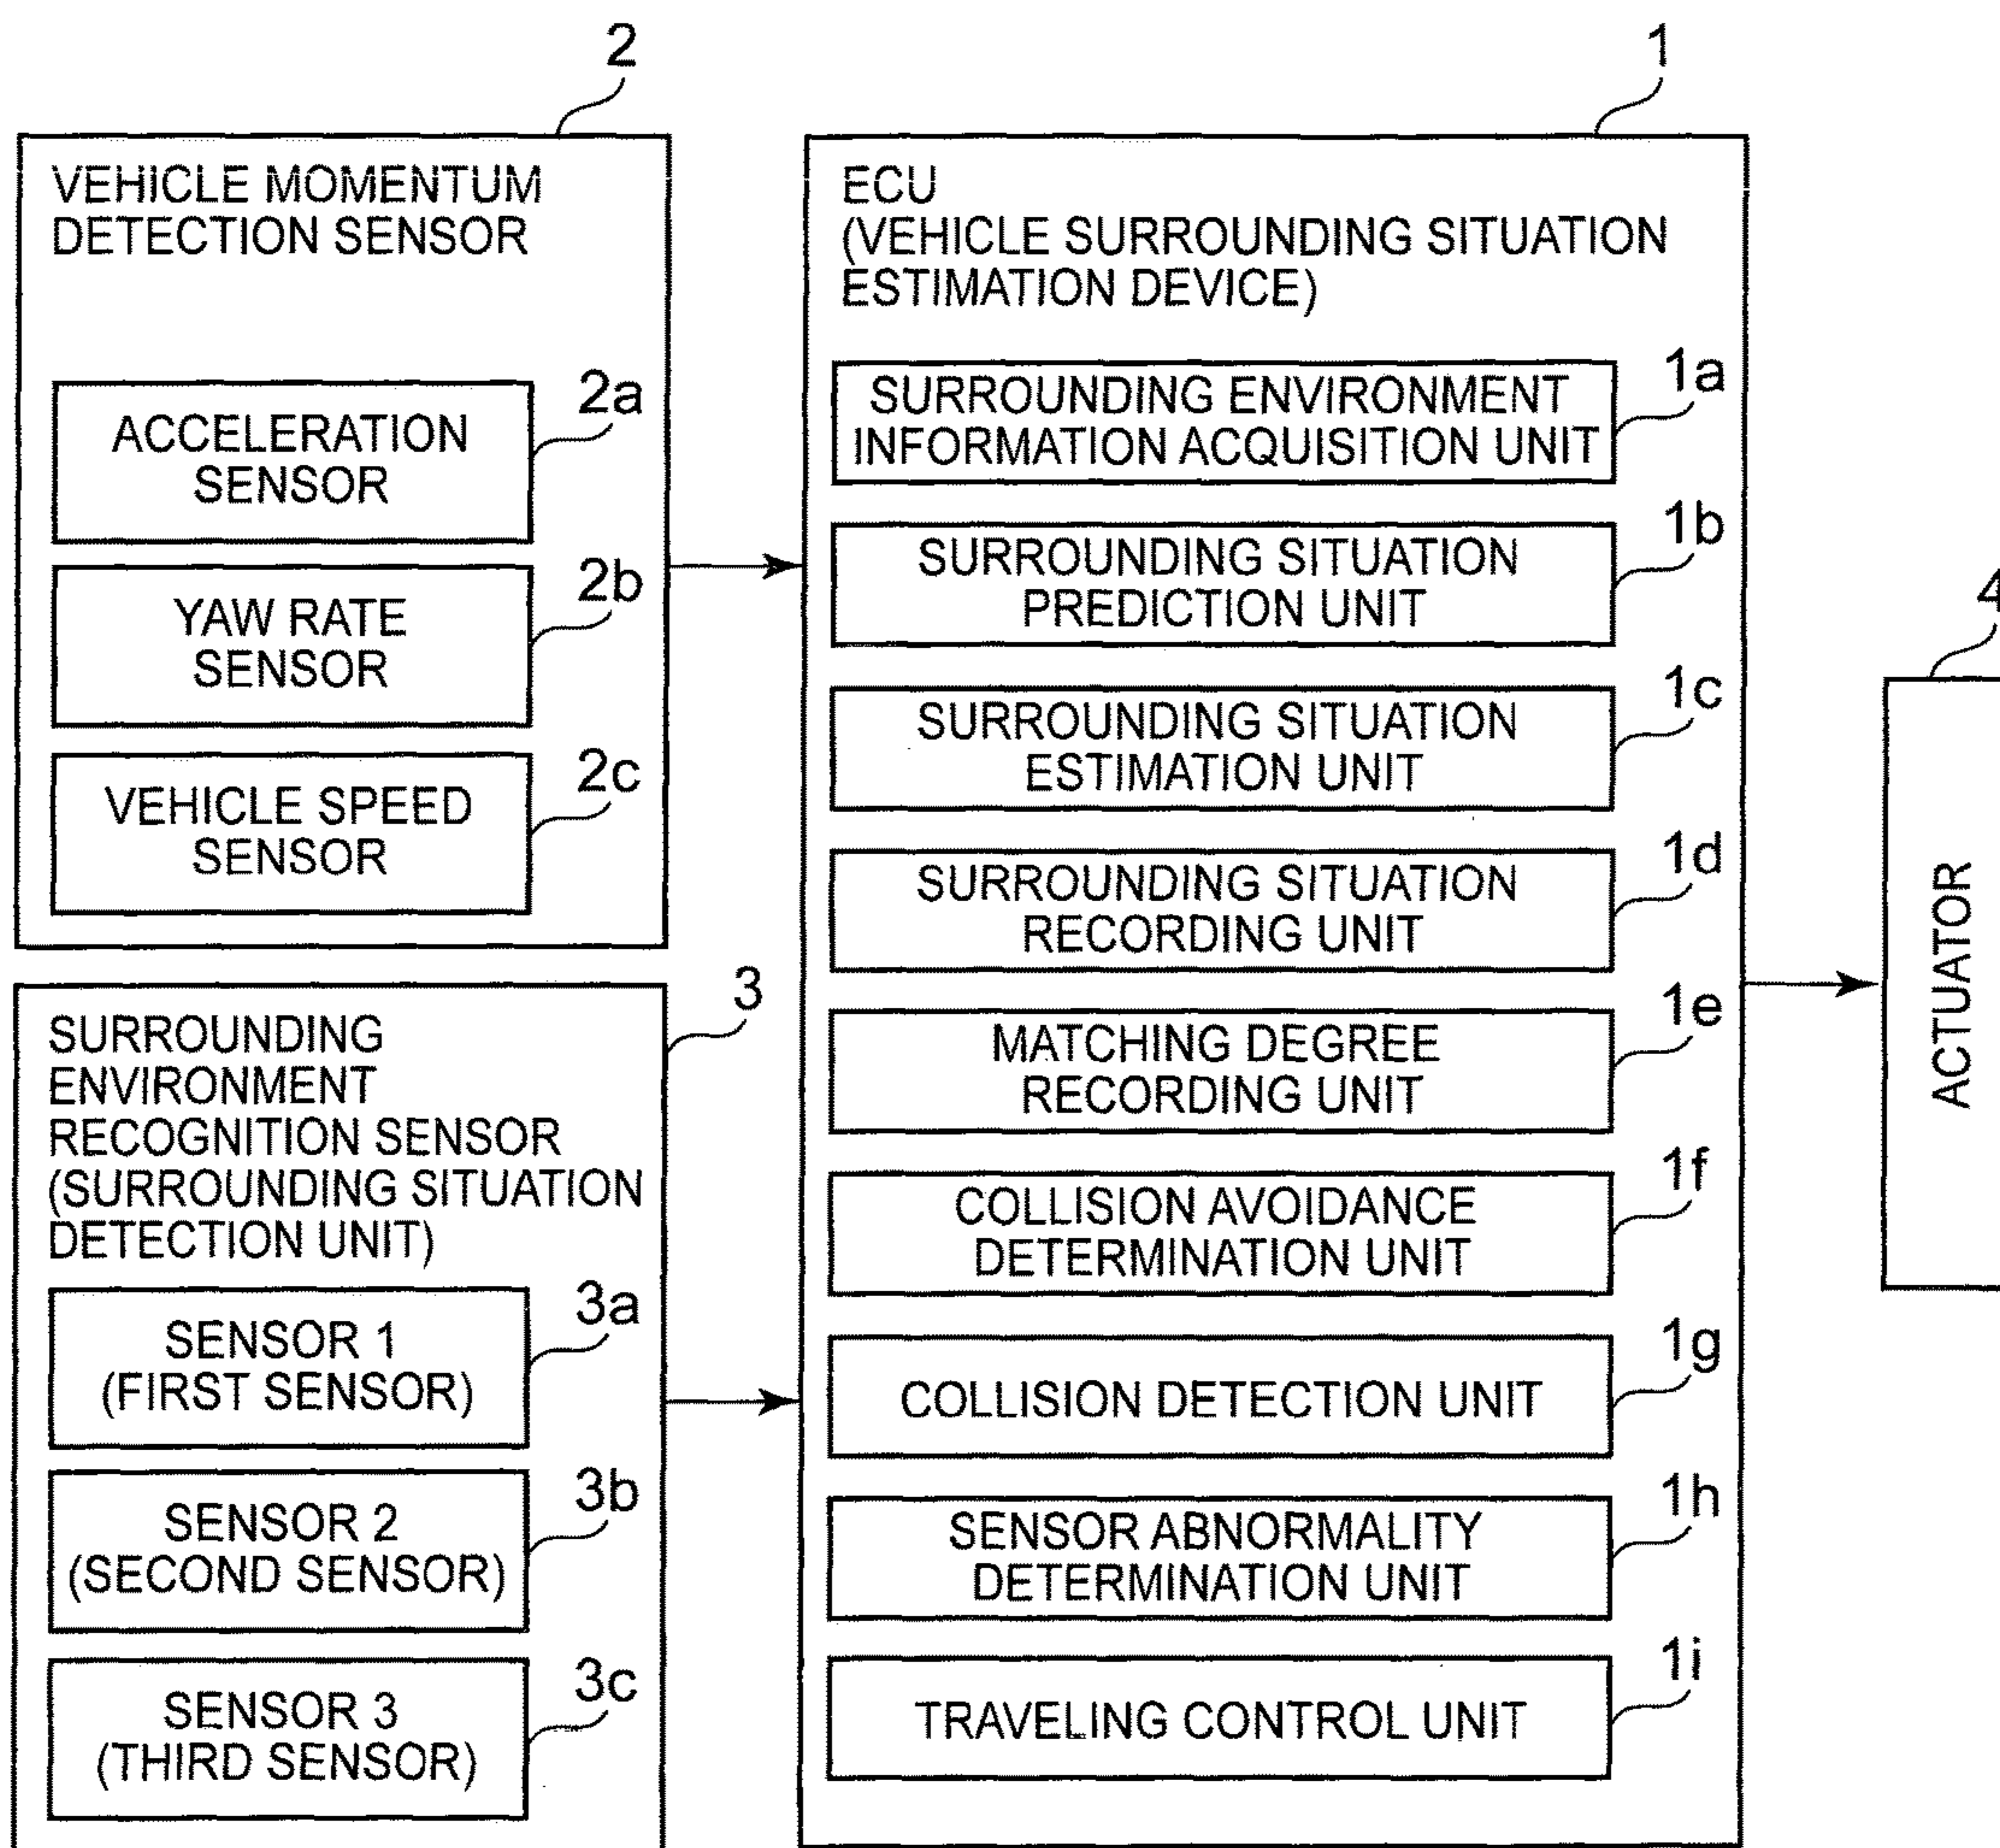 2
VEHICLE MOMENTUM
DETECTION SENSOR
2a
ACCELERATION
SENSOR
2b
YAW RATE
SENSOR
2c
VEHICLE SPEED
SENSOR
3
SURROUNDING
ENVIRONMENT
RECOGNITION SENSOR
(SURROUNDING SITUATION
DETECTION UNIT)
3a
SENSOR 1
(FIRST SENSOR)
3b
SENSOR 2
(SECOND SENSOR)
3c
SENSOR 3
(THIRD SENSOR)
1
ECU
(VEHICLE SURROUNDING SITUATION
ESTIMATION DEVICE)
1a
SURROUNDING ENVIRONMENT
INFORMATION ACQUISITION UNIT
1b
SURROUNDING SITUATION
PREDICTION UNIT
1c
SURROUNDING SITUATION
ESTIMATION UNIT
1d
SURROUNDING SITUATION
RECORDING UNIT
1e
MATCHING DEGREE
RECORDING UNIT
1f
COLLISION AVOIDANCE
DETERMINATION UNIT
1g
COLLISION DETECTION UNIT
1h
SENSOR ABNORMALITY
DETERMINATION UNIT
1i
TRAVELING CONTROL UNIT
4
ACTUATOR